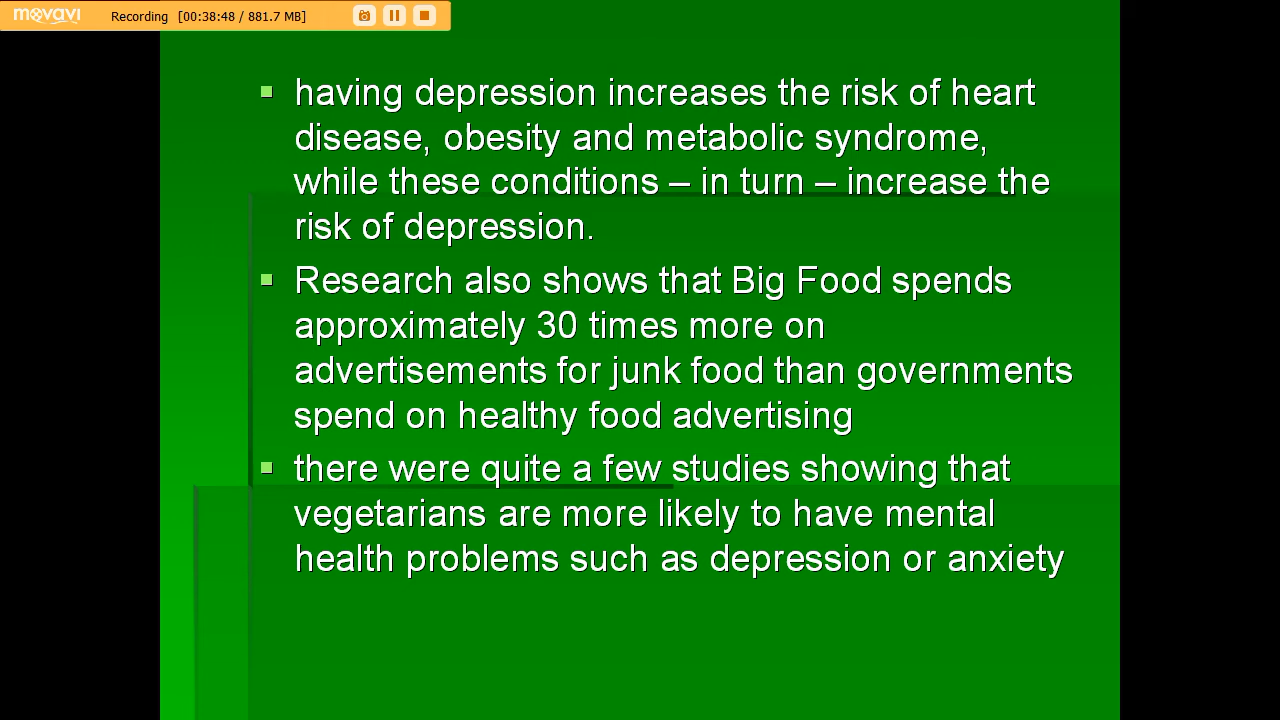 movavi
Recording [00:38:48 / 881.7 MB]
having depression increases the risk of heart
disease, obesity and metabolic syndrome,
while these conditions – in turn – increase the
risk of depression.
Research also shows that Big Food spends
approximately 30 times more on
advertisements for junk food than governments
spend on healthy food advertising
there were quite a few studies showing that
vegetarians are more likely to have mental
health problems such as depression or anxiety